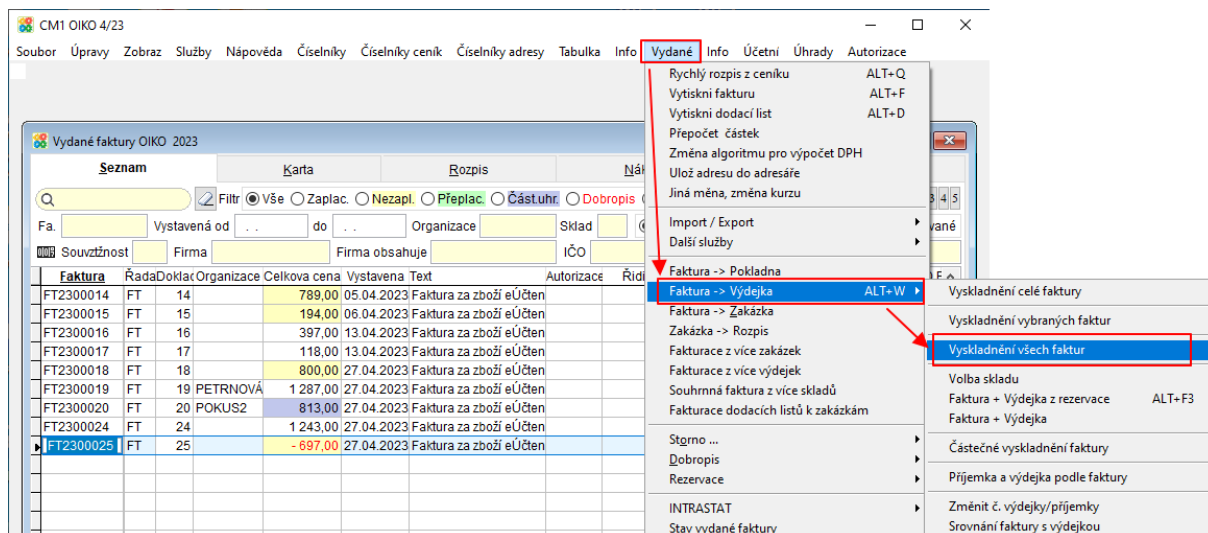 CM1 OIKO 4/23
Soubor Úpravy Zobraz Služby Nápověda Číselníky Číselníky ceník Číselníky adresy Tabulka Info Vydané Info Účetní Úhrady Autorizace
Rychlý rozpis z ceníku ALT+Q
Vytiskni fakturu ALT+F
Vytiskni dodací list ALT+D
Přepočet částek
Změna algoritmu pro výpočet DPH
Ulož adresu do adresáře
Jiná měna, změna kurzu
Import / Export
Další služby
Faktura -> Pokladna
Faktura -> Výdejka ALT+W
Faktura -> Zakázka
Zakázka -> Rozpis
Fakturace z více zakázek
Fakturace z více výdejek
Souhrnná faktura z více skladů
Fakturace dodacích listů k zakázkám
Storno ...
Dobropis
Rezervace
INTRASTAT
Stav vydané faktury
Vyskladnění celé faktury
Vyskladnění vybraných faktur
Vyskladnění všech faktur
Volba skladu
Faktura + Výdejka z rezervace ALT+F3
Faktura + Výdejka
Částečné vyskladnění faktury
Příjemka a výdejka podle faktury
Změnit č. výdejky/příjemky
Srovnání faktury s výdejkou
Vydané faktury OIKO 2023
Seznam Karta Rozpis
Filtr Vše Zaplac. Nezapl. Přeplac. Část.uhr. Dobropis 3 4 5
Fa. Vystavená od . . do . . Organizace Sklad
Souvztžnost Firma Firma obsahuje IČO
Faktura Řada Doklad Organizace Celkova cena Vystavena Text Autorizace
FT2300014 FT 14 789,00 05.04.2023 Faktura za zboží eÚčten
FT2300015 FT 15 194,00 06.04.2023 Faktura za zboží eÚčten
FT2300016 FT 16 397,00 13.04.2023 Faktura za zboží eÚčten
FT2300017 FT 17 118,00 13.04.2023 Faktura za zboží eÚčten
FT2300018 FT 18 800,00 27.04.2023 Faktura za zboží eÚčten
FT2300019 FT 19 PETRNOVÁ 1 287,00 27.04.2023 Faktura za zboží eÚčten
FT2300020 FT 20 POKUS2 813,00 27.04.2023 Faktura za zboží eÚčten
FT2300024 FT 24 1 243,00 27.04.2023 Faktura za zboží eÚčten
FT2300025 FT 25 - 697,00 27.04.2023 Faktura za zboží eÚčten